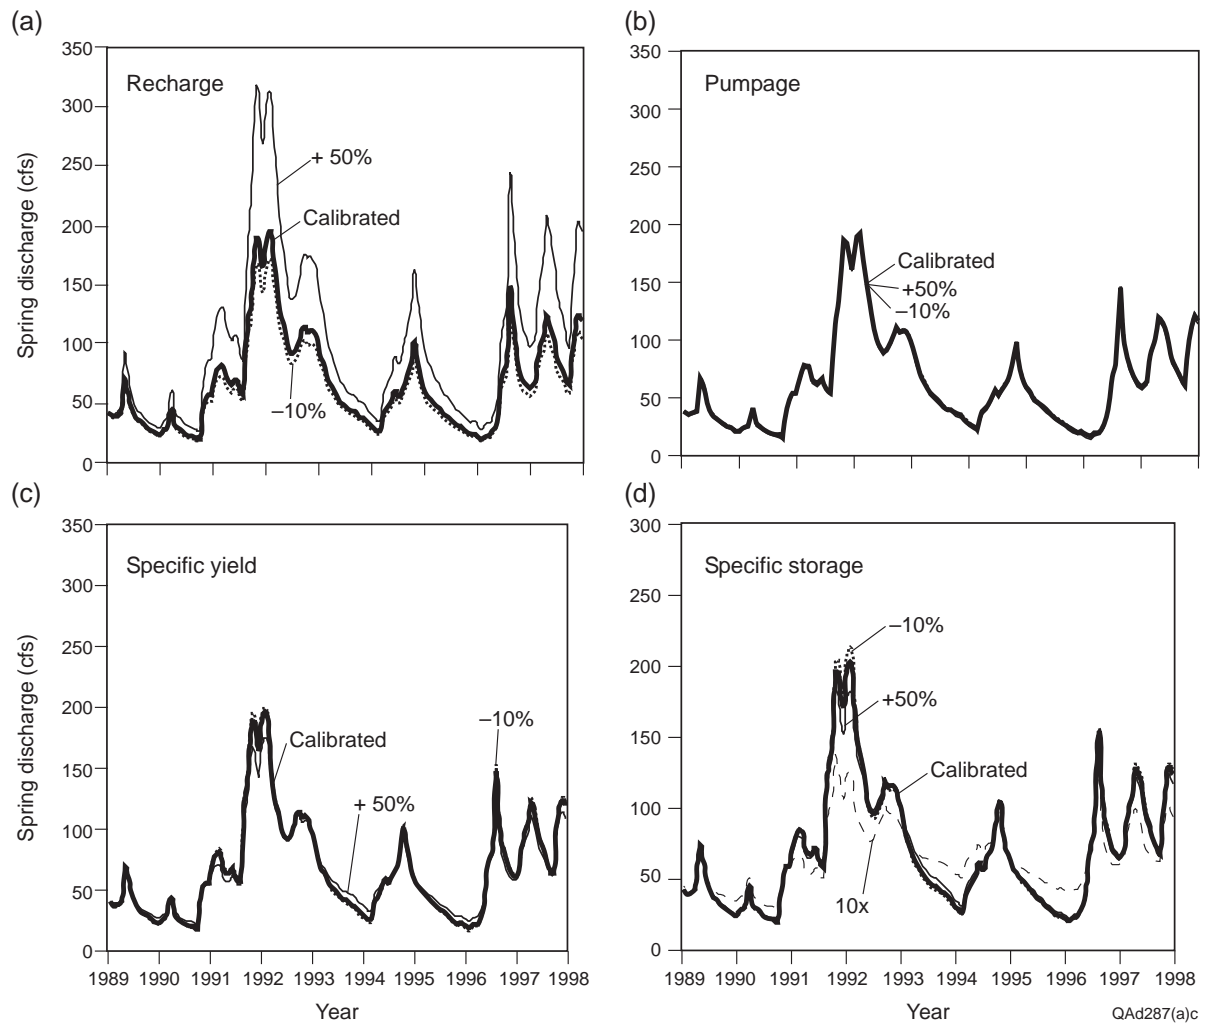 (a)
350
300
250
200
150
100
50
0
Spring discharge (cfs)
Recharge
+ 50%
Calibrated
–10%
(b)
350
300
250
200
150
100
50
0
Pumpage
Calibrated
+50%
–10%
(c)
350
300
250
200
150
100
50
0
Spring discharge (cfs)
Specific yield
Calibrated
+ 50%
–10%
1989 1990 1991 1992 1993 1994 1995 1996 1997 1998
Year
(d)
300
250
200
150
100
50
0
Specific storage
–10%
+50%
Calibrated
10x
1989 1990 1991 1992 1993 1994 1995 1996 1997 1998
Year
QAd287(a)c